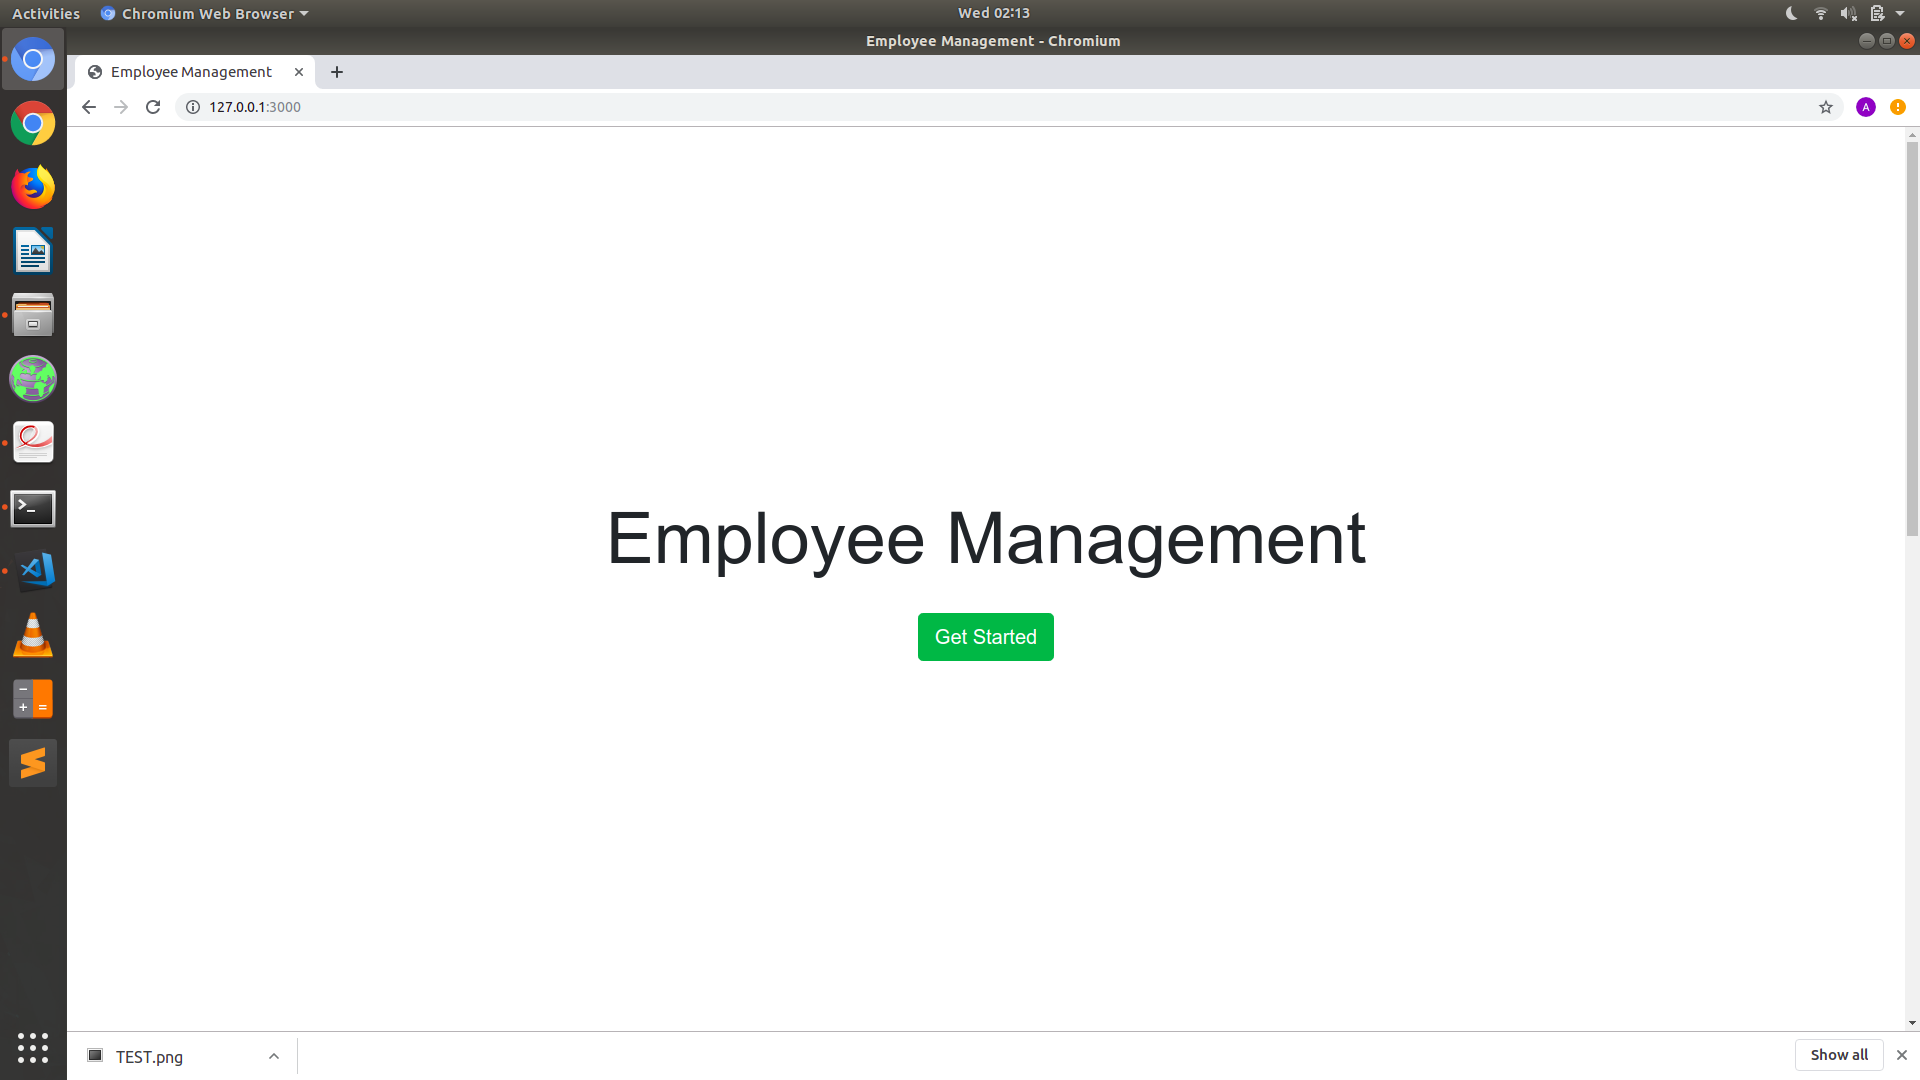 Activities
Chromium Web Browser
Wed 02:13
Employee Management - Chromium
Employee Management
127.0.0.1:3000
A
Employee Management
Get Started
TEST.png
Show all